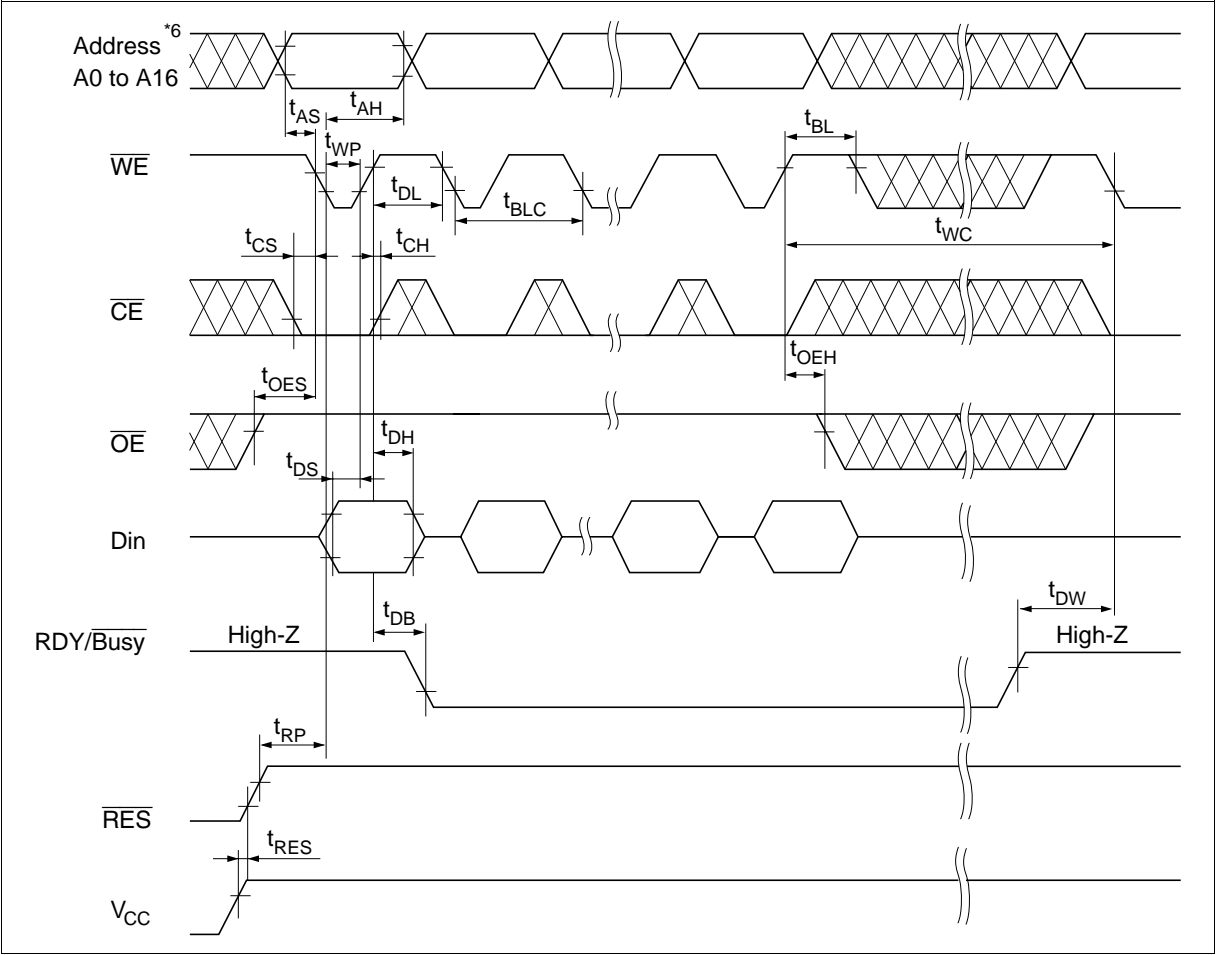 Address *6
A0 to A16
tAS
tAH
tWP
tBL
WE
tDL
tBLC
tWC
tCS
tCH
CE
tOEH
tOES
OE
tDH
tDS
Din
tDB
tDW
RDY/Busy
High-Z
High-Z
tRP
RES
tRES
VCC